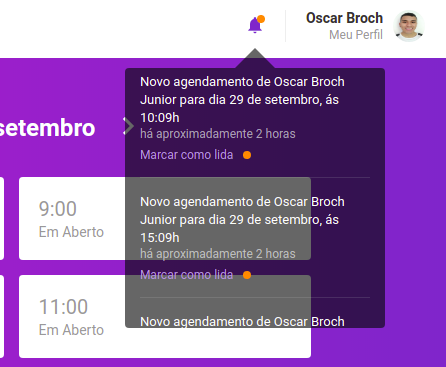 Oscar Broch
Meu Perfil
setembro
Novo agendamento de Oscar Broch
Junior para dia 29 de setembro, ás
10:09h
há aproximadamente 2 horas
Marcar como lida
9:00
Em Aberto
Novo agendamento de Oscar Broch
Junior para dia 29 de setembro, ás
15:09h
há aproximadamente 2 horas
Marcar como lida
11:00
Em Aberto
Novo agendamento de Oscar Broch